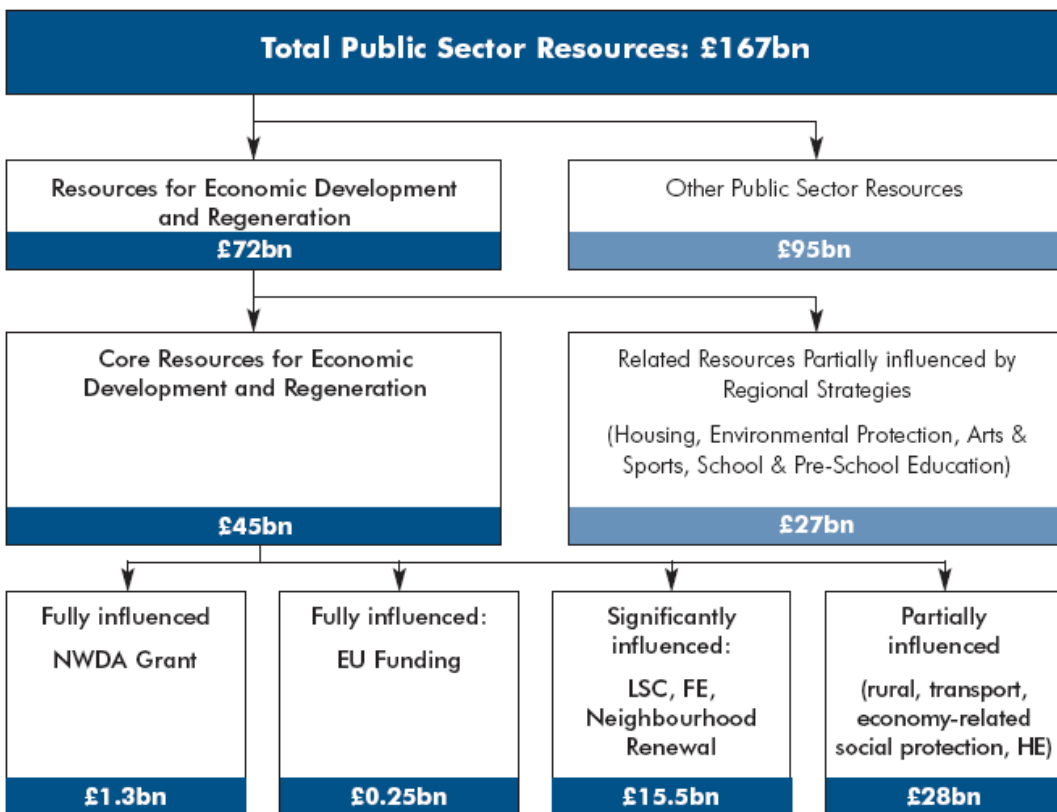 Total Public Sector Resources: £167bn
Resources for Economic Development
and Regeneration
£72bn
Other Public Sector Resources
£95bn
Core Resources for Economic
Development and Regeneration
£45bn
Related Resources Partially influenced by
Regional Strategies
(Housing, Environmental Protection, Arts &
Sports, School & Pre-School Education)
£27bn
Fully influenced
NWDA Grant
£1.3bn
Fully influenced:
EU Funding
£0.25bn
Significantly
influenced:
LSC, FE,
Neighbourhood
Renewal
£15.5bn
Partially
influenced
(rural, transport,
economy-related
social protection, HE)
£28bn